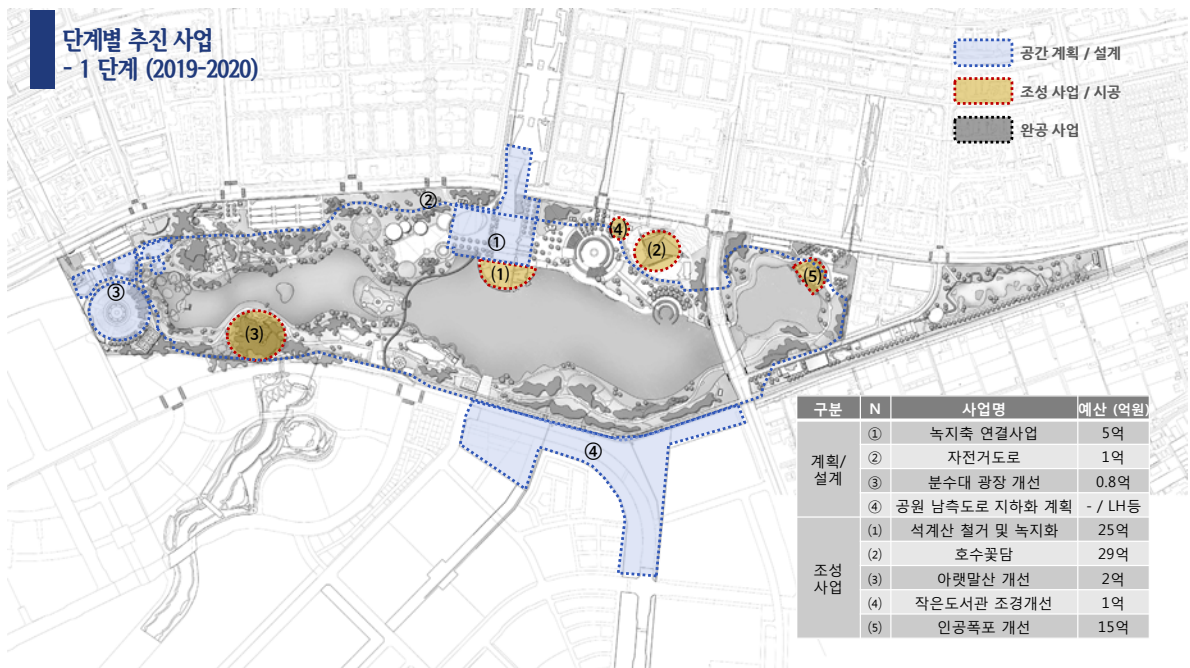 단계별 추진 사업
- 1 단계 (2019-2020)
공간 계획 / 설계
조성 사업 / 시공
완공 사업
②
①
⑴
⑷
⑵
⑸
③
⑶
④
구분 N 사업명 예산 (억원)
계획/
설계
① 녹지축 연결사업 5억
② 자전거도로 1억
③ 분수대 광장 개선 0.8억
④ 공원 남측도로 지하화 계획 - / LH등
조성
사업
⑴ 석계산 철거 및 녹지화 25억
⑵ 호수꽃담 29억
⑶ 아랫말산 개선 2억
⑷ 작은도서관 조경개선 1억
⑸ 인공폭포 개선 15억